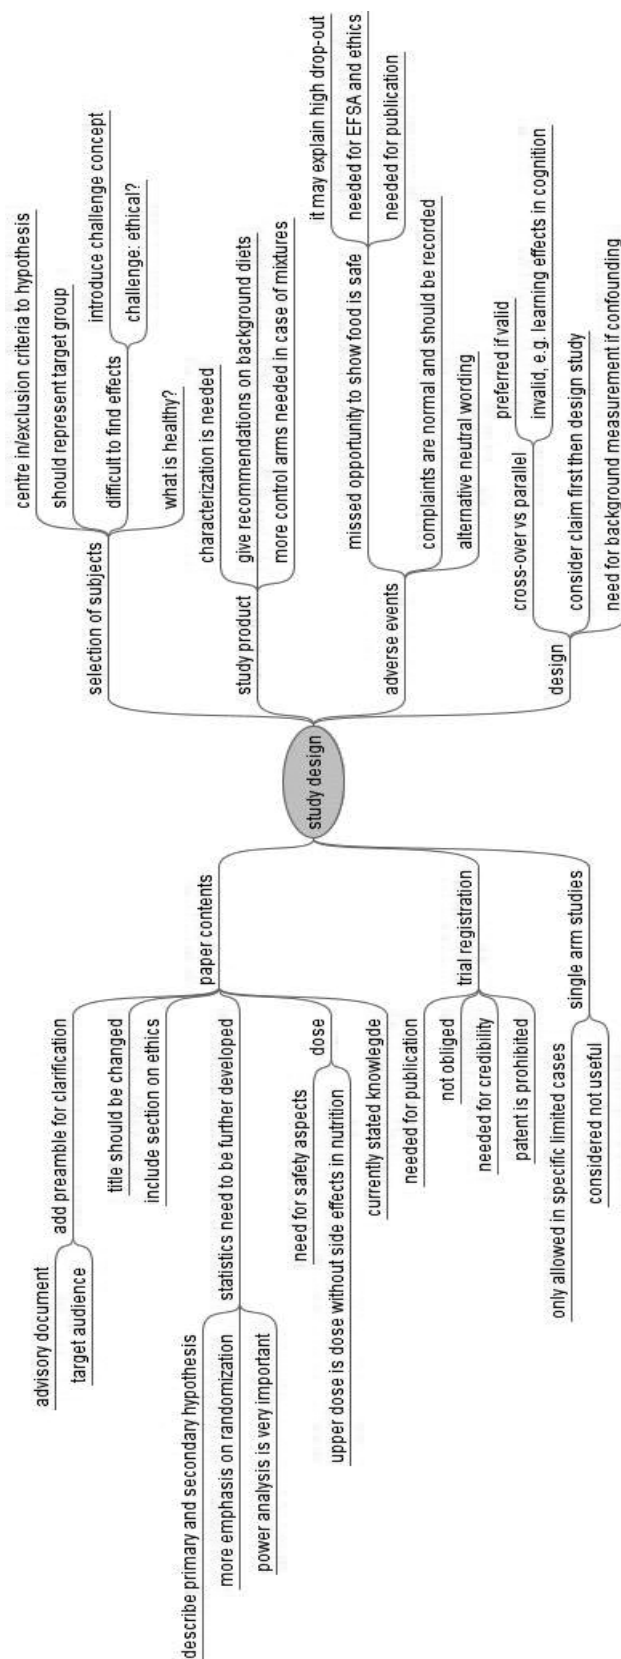 study design
selection of subjects
centre in/exclusion criteria to hypothesis
should represent target group
difficult to find effects
introduce challenge concept
challenge: ethical?
what is healthy?
study product
characterization is needed
give recommendations on background diets
more control arms needed in case of mixtures
adverse events
missed opportunity to show food is safe
it may explain high drop-out
needed for EFSA and ethics
needed for publication
complaints are normal and should be recorded
alternative neutral wording
design
cross-over vs parallel
preferred if valid
invalid, e.g. learning effects in cognition
consider claim first then design study
need for background measurement if confounding
paper contents
add preamble for clarification
advisory document
target audience
title should be changed
include section on ethics
statistics need to be further developed
describe primary and secondary hypothesis
more emphasis on randomization
power analysis is very important
dose
need for safety aspects
upper dose is dose without side effects in nutrition
currently stated knowlegde
trial registration
needed for publication
not obliged
needed for credibility
patent is prohibited
single arm studies
only allowed in specific limited cases
considered not useful